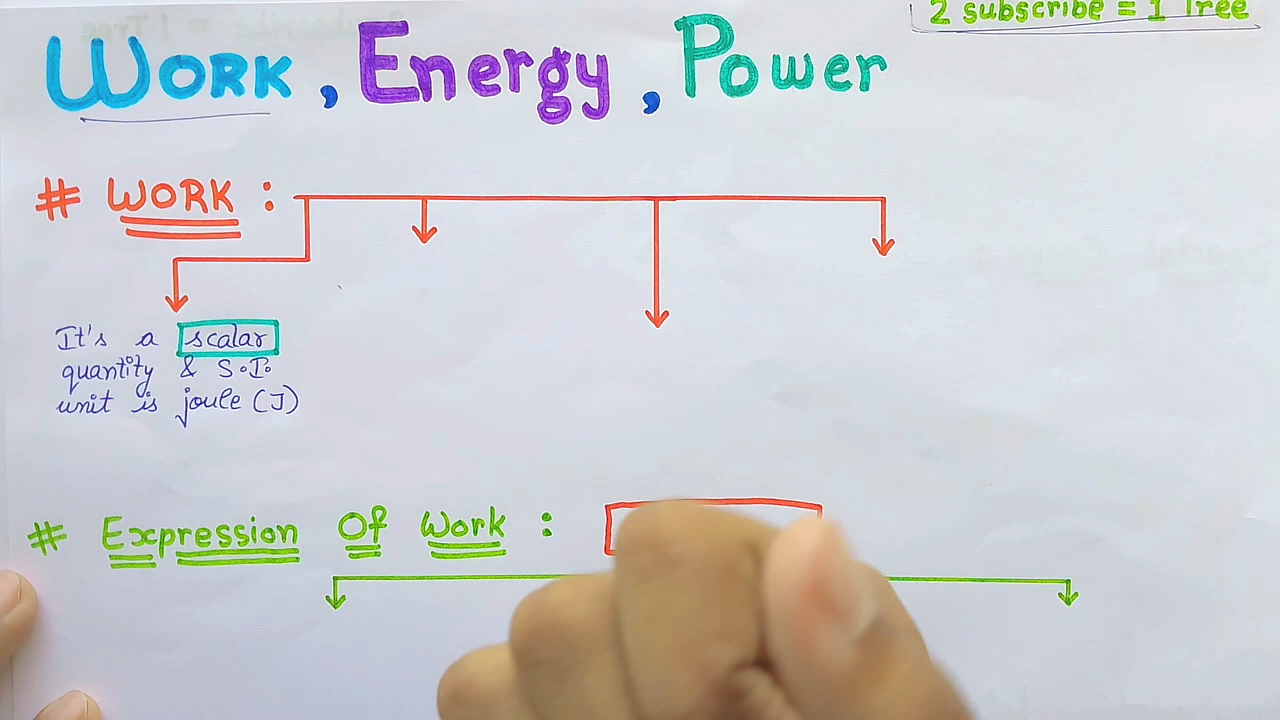 2 subscribe = 1 Tree
WORK, Energy, Power
# WORK :
It's a scalar
quantity & S.I.
unit is joule (J)
# Expression Of Work :